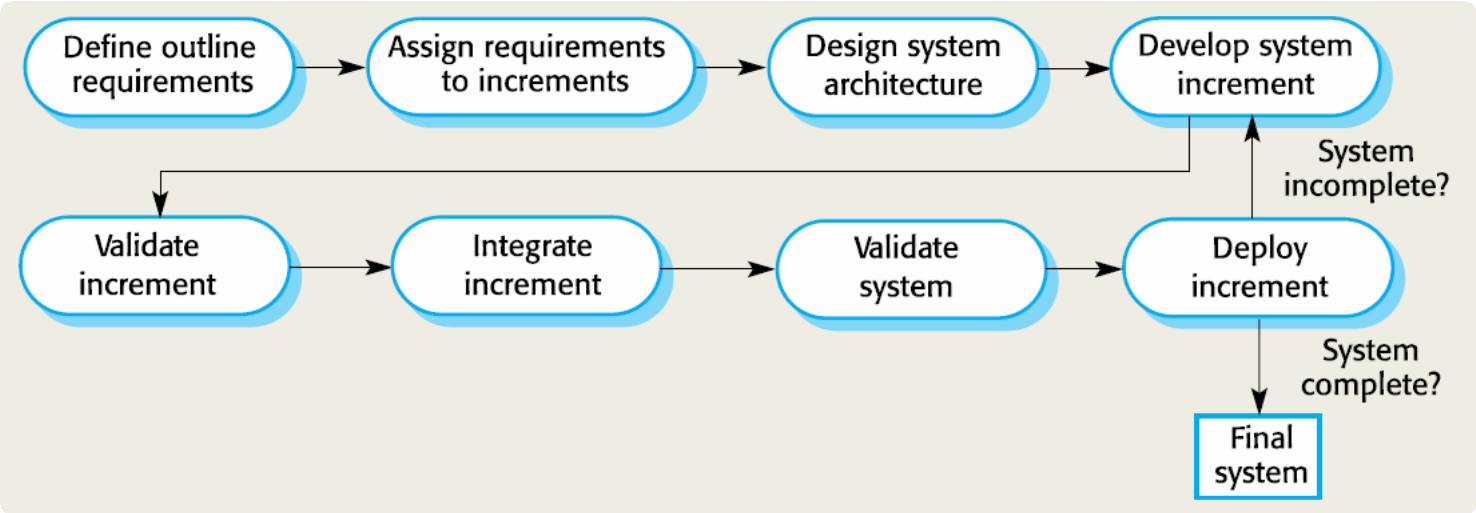 Define outline
requirements
Assign requirements
to increments
Design system
architecture
Develop system
increment
System
incomplete?
Validate
increment
Integrate
increment
Validate
system
Deploy
increment
System
complete?
Final
system